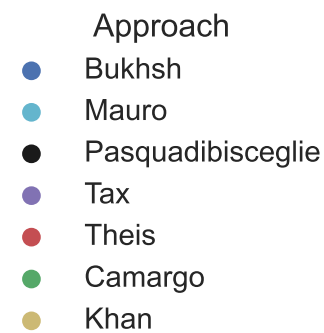 Approach
Bukhsh
Mauro
Pasquadibisceglie
Tax
Theis
Camargo
Khan